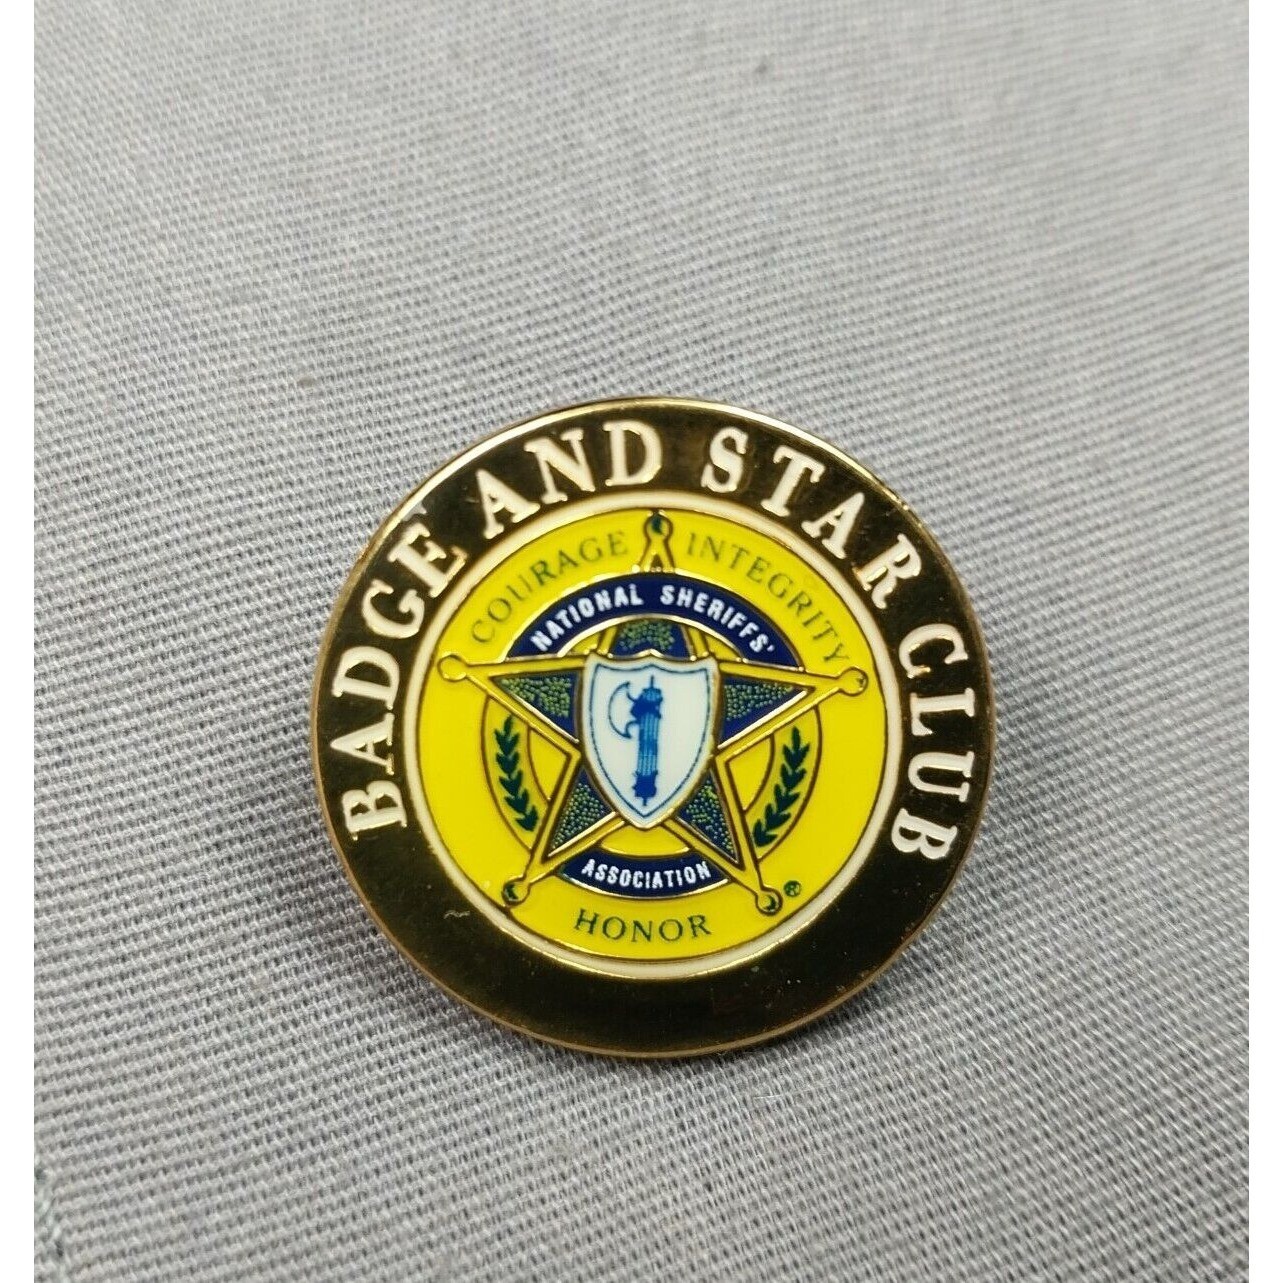 BADGE AND STAR CLUB
COURAGE INTEGRITY
NATIONAL SHERIFFS'
ASSOCIATION
HONOR
®